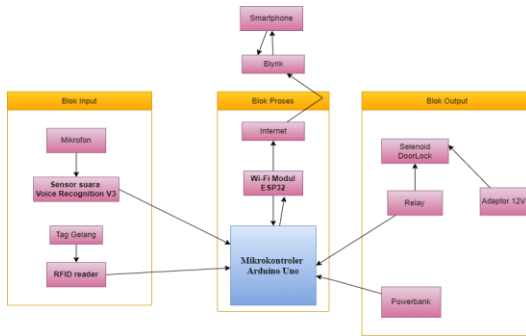 Smartphone
Blynk
Blok Input
Mikrofon
Sensor suara
Voice Recognition V3
Tag Gelang
RFID reader
Blok Proses
Internet
Wi-Fi Modul
ESP32
Mikrokontroler
Arduino Uno
Blok Output
Selenoid
DoorLock
Relay
Adaptor 12V
Powerbank